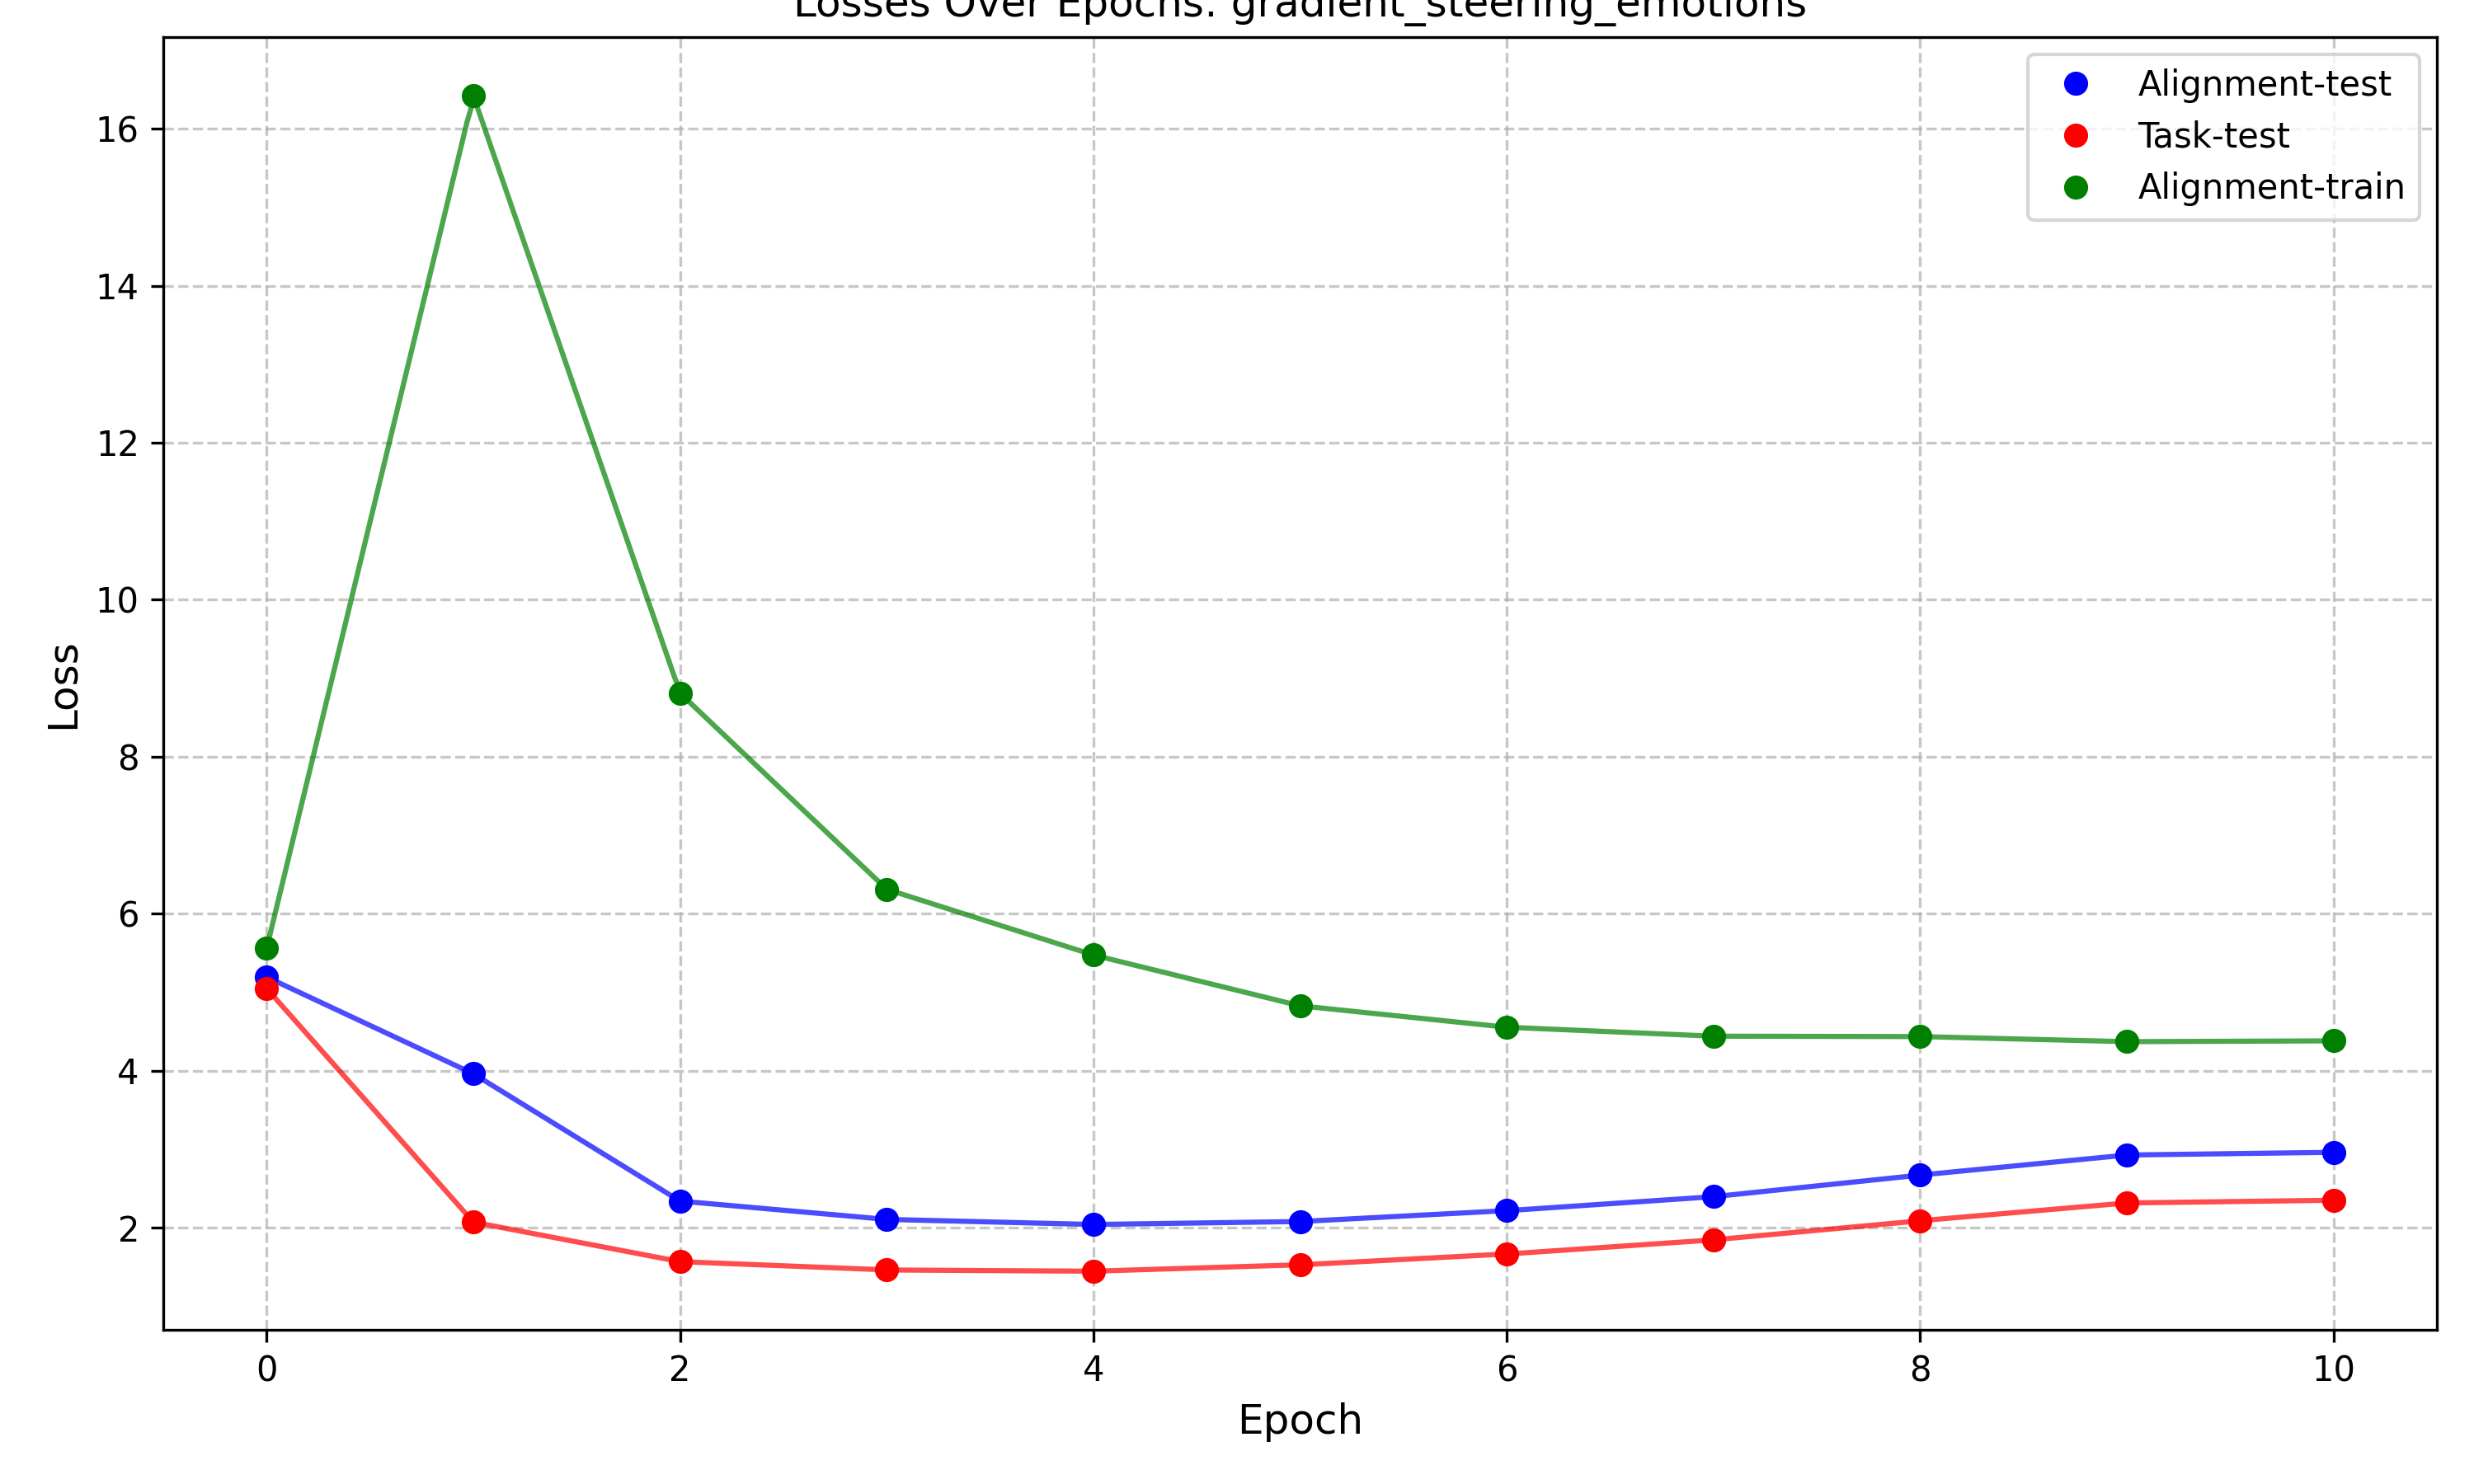 Losses Over Epochs: gradient_steering_emotions
Alignment-test
Task-test
Alignment-train
16
14
12
10
8
6
4
2
Loss
0 2 4 6 8 10
Epoch